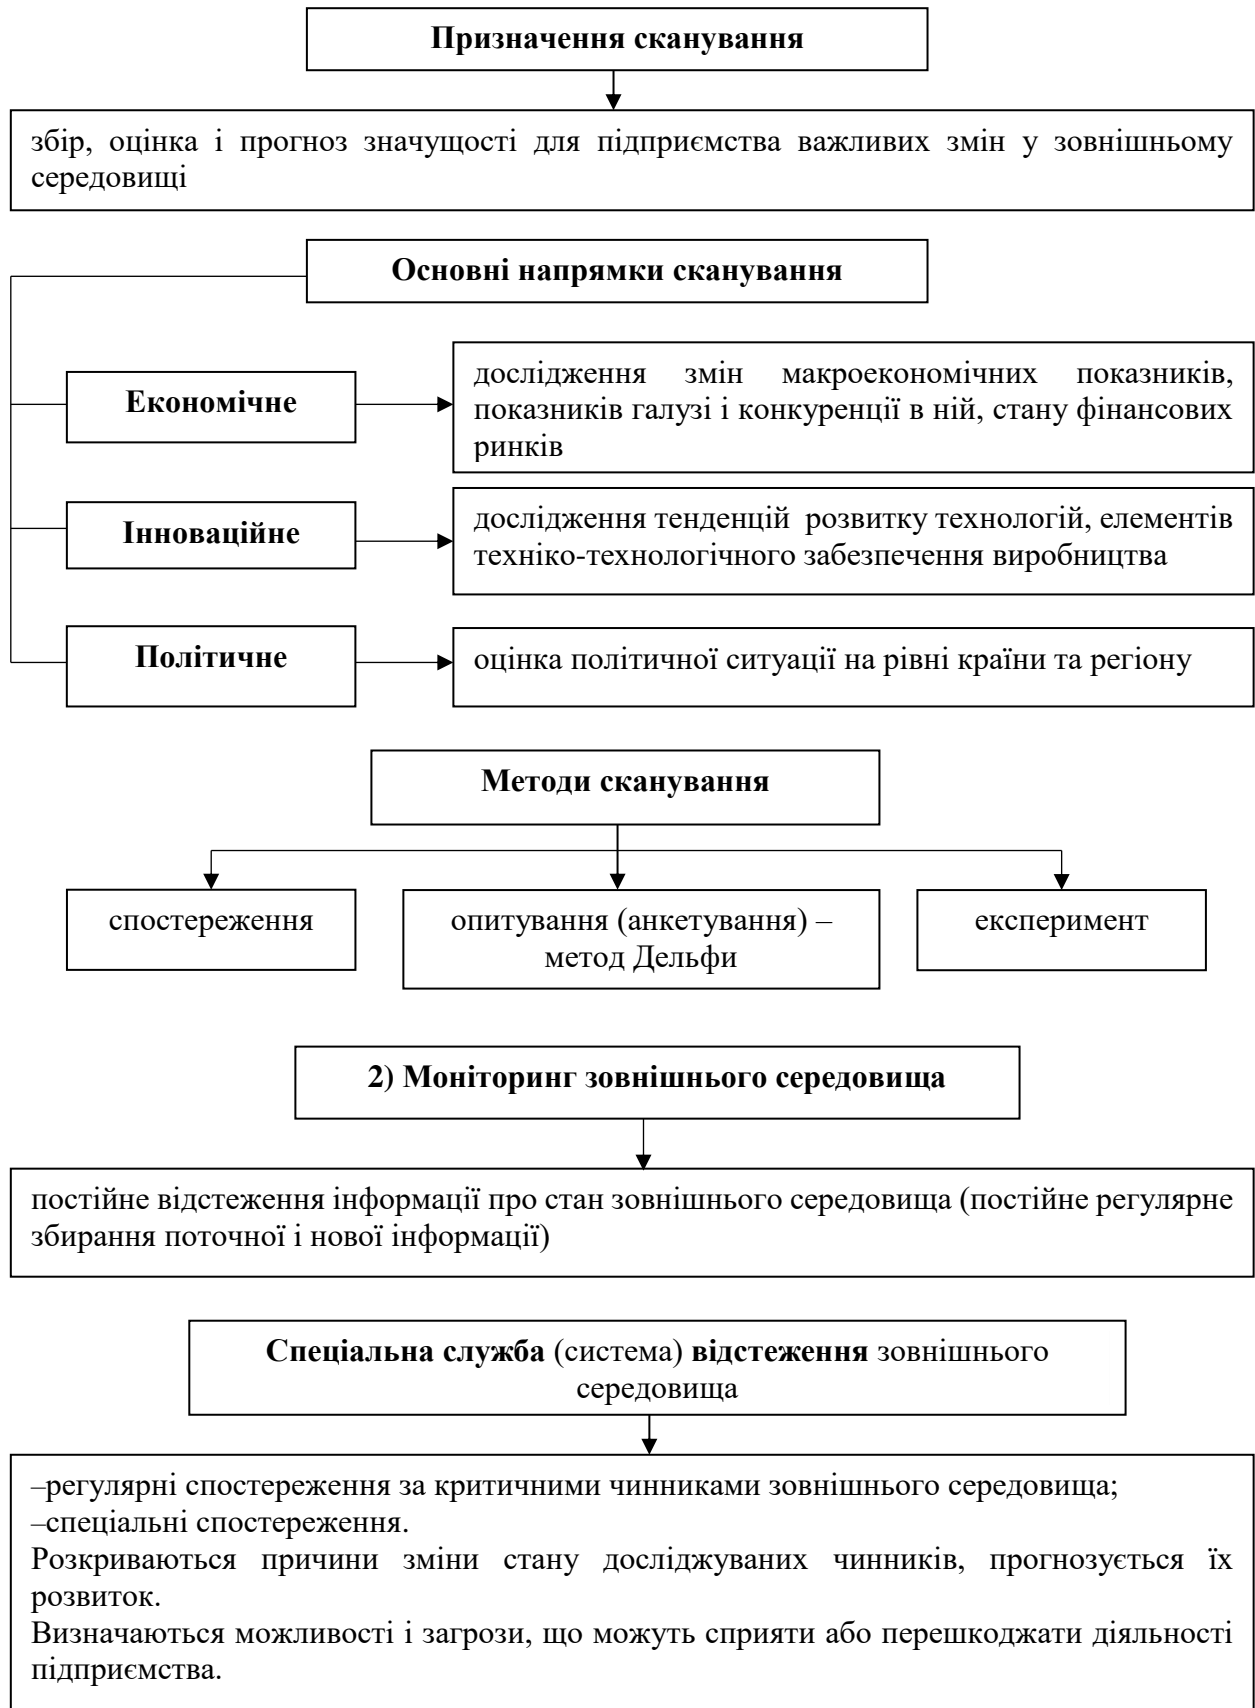 Призначення сканування
збір, оцінка і прогноз значущості для підприємства важливих змін у зовнішньому
середовищі
Основні напрямки сканування
Економічне
дослідження змін макроекономічних показників,
показників галузі і конкуренції в ній, стану фінансових
ринків
Інноваційне
дослідження тенденцій розвитку технологій, елементів
техніко-технологічного забезпечення виробництва
Політичне
оцінка політичної ситуації на рівні країни та регіону
Методи сканування
спостереження
опитування (анкетування) –
метод Дельфи
експеримент
2) Моніторинг зовнішнього середовища
постійне відстеження інформації про стан зовнішнього середовища (постійне регулярне
збирання поточної і нової інформації)
Спеціальна служба (система) відстеження зовнішнього
середовища
–регулярні спостереження за критичними чинниками зовнішнього середовища;
–спеціальні спостереження.
Розкриваються причини зміни стану досліджуваних чинників, прогнозується їх
розвиток.
Визначаються можливості і загрози, що можуть сприяти або перешкоджати діяльності
підприємства.